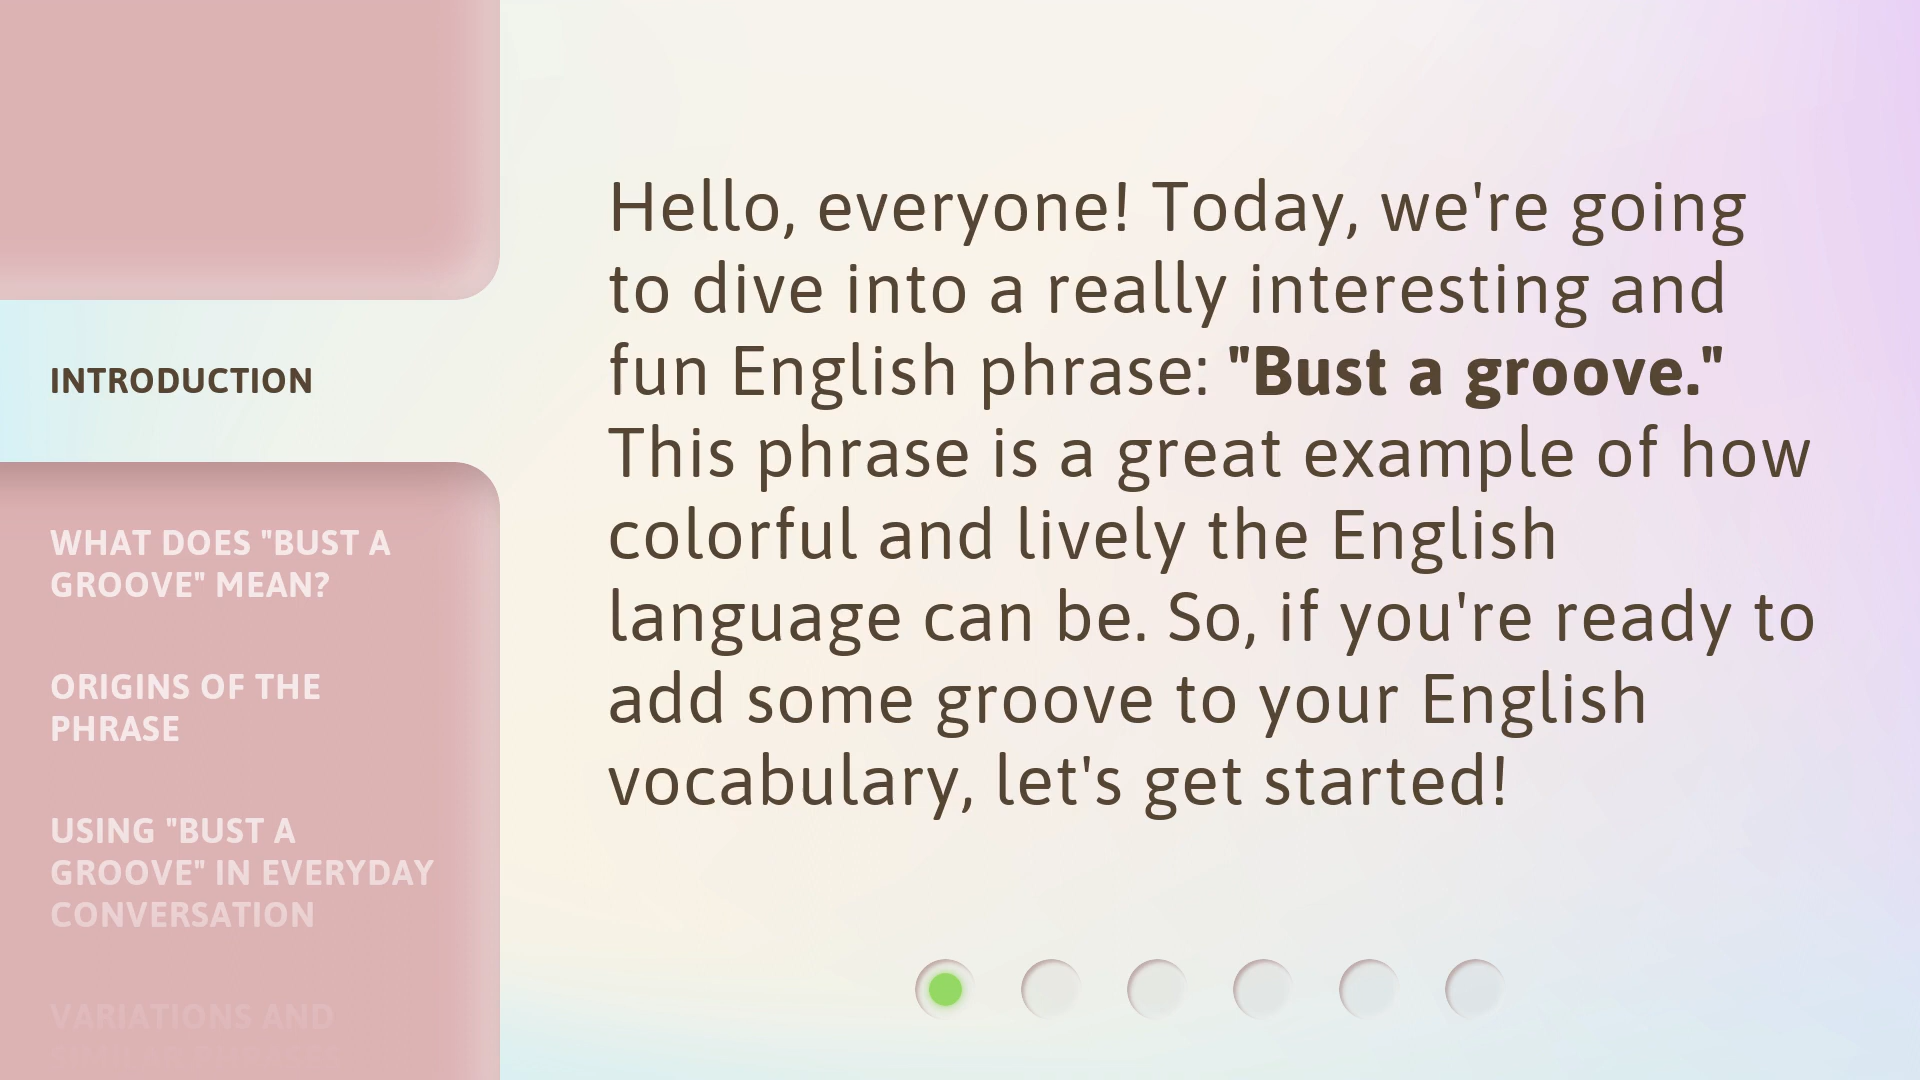 INTRODUCTION
WHAT DOES "BUST A
GROOVE" MEAN?
ORIGINS OF THE
PHRASE
USING "BUST A
GROOVE" IN EVERYDAY
CONVERSATION
VARIATIONS AND
SIMILAR PHRASES
Hello, everyone! Today, we're going
to dive into a really interesting and
fun English phrase: "Bust a groove."
This phrase is a great example of how
colorful and lively the English
language can be. So, if you're ready to
add some groove to your English
vocabulary, let's get started!